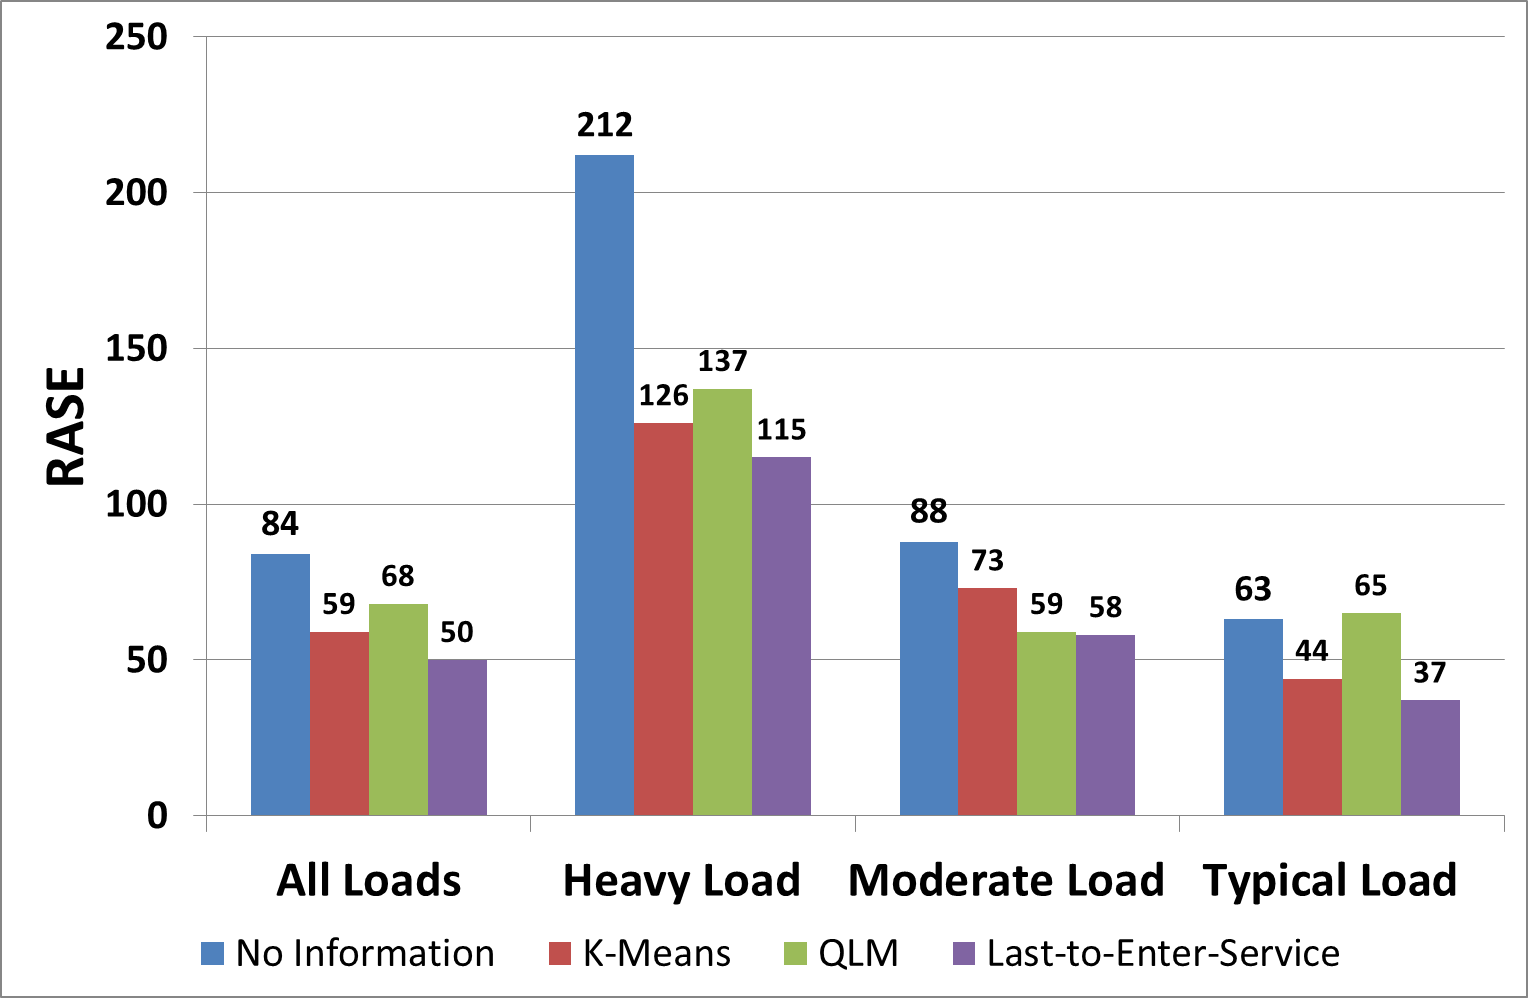 250
200
150
100
50
0
RASE
84
59
68
50
212
126
137
115
88
73
59
58
63
44
65
37
All Loads
Heavy Load
Moderate Load
Typical Load
No Information
K-Means
QLM
Last-to-Enter-Service